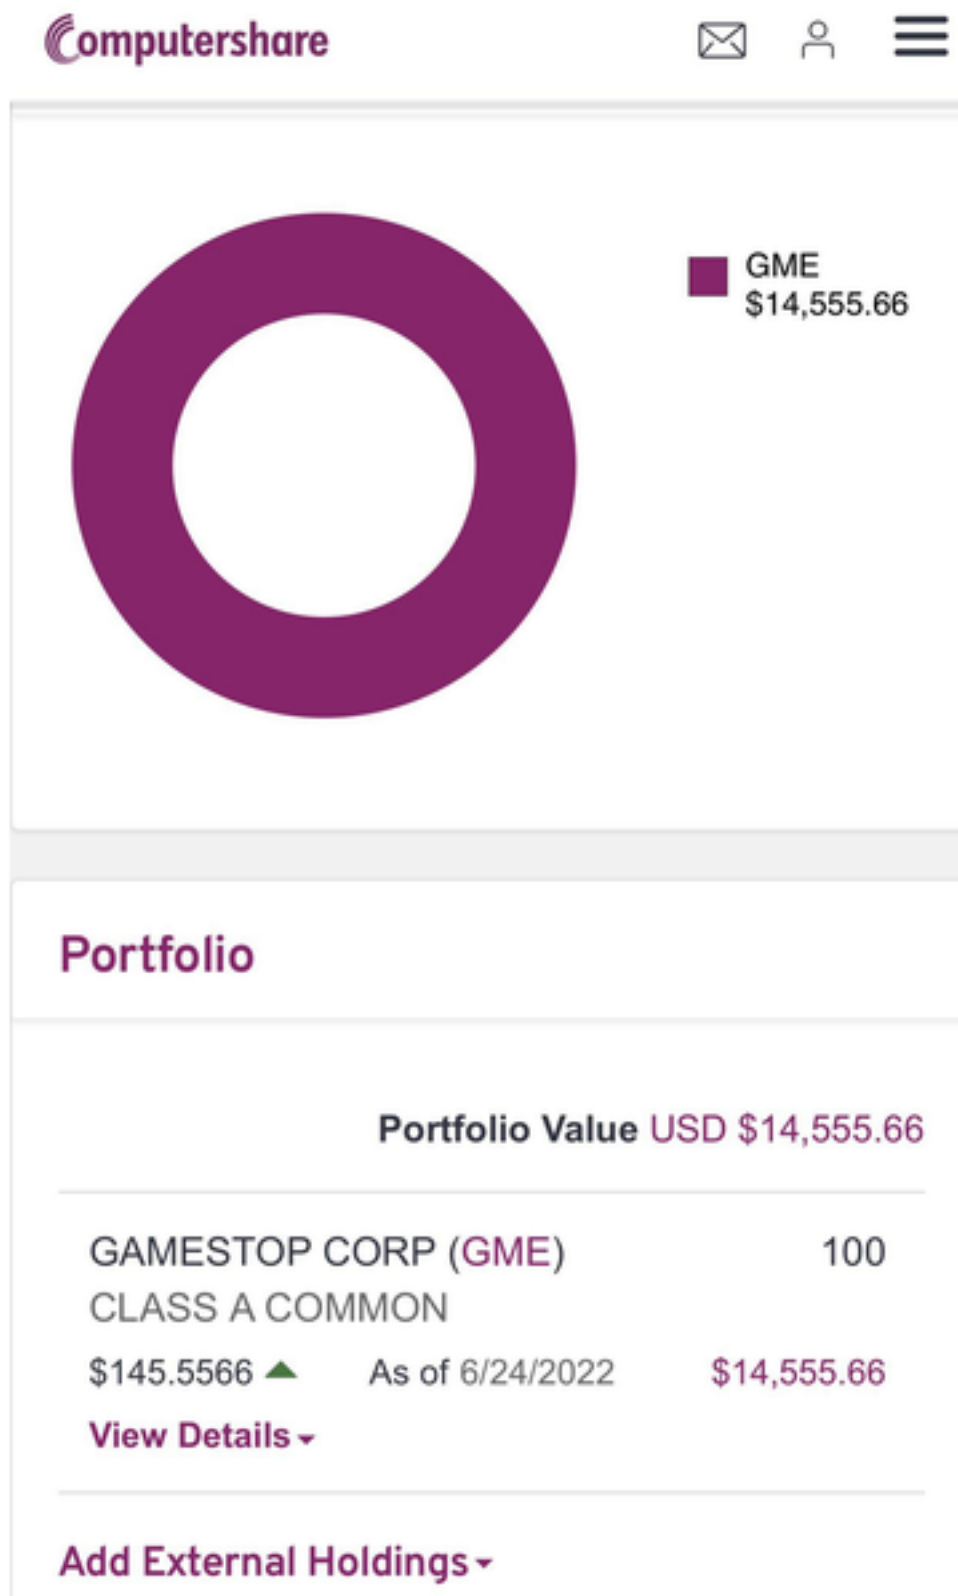 Computershare
GME
$14,555.66
Portfolio
Portfolio Value USD $14,555.66
GAMESTOP CORP (GME) 100
CLASS A COMMON
$145.5566 As of 6/24/2022 $14,555.66
View Details
Add External Holdings